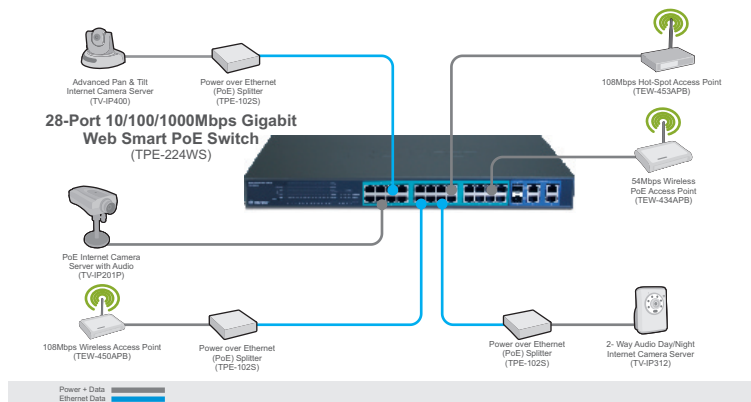 Advanced Pan & Tilt
Internet Camera Server
(TV-IP400)
Power over Ethernet
(PoE) Splitter
(TPE-102S)
108Mbps Hot-Spot Access Point
(TEW-453APB)
28-Port 10/100/1000Mbps Gigabit
Web Smart PoE Switch
(TPE-224WS)
54Mbps Wireless
PoE Access Point
(TEW-434APB)
PoE Internet Camera
Server with Audio
(TV-IP201P)
108Mbps Wireless Access Point
(TEW-450APB)
Power over Ethernet
(PoE) Splitter
(TPE-102S)
Power over Ethernet
(PoE) Splitter
(TPE-102S)
2- Way Audio Day/Night
Internet Camera Server
(TV-IP312)
Power + Data
Ethernet Data